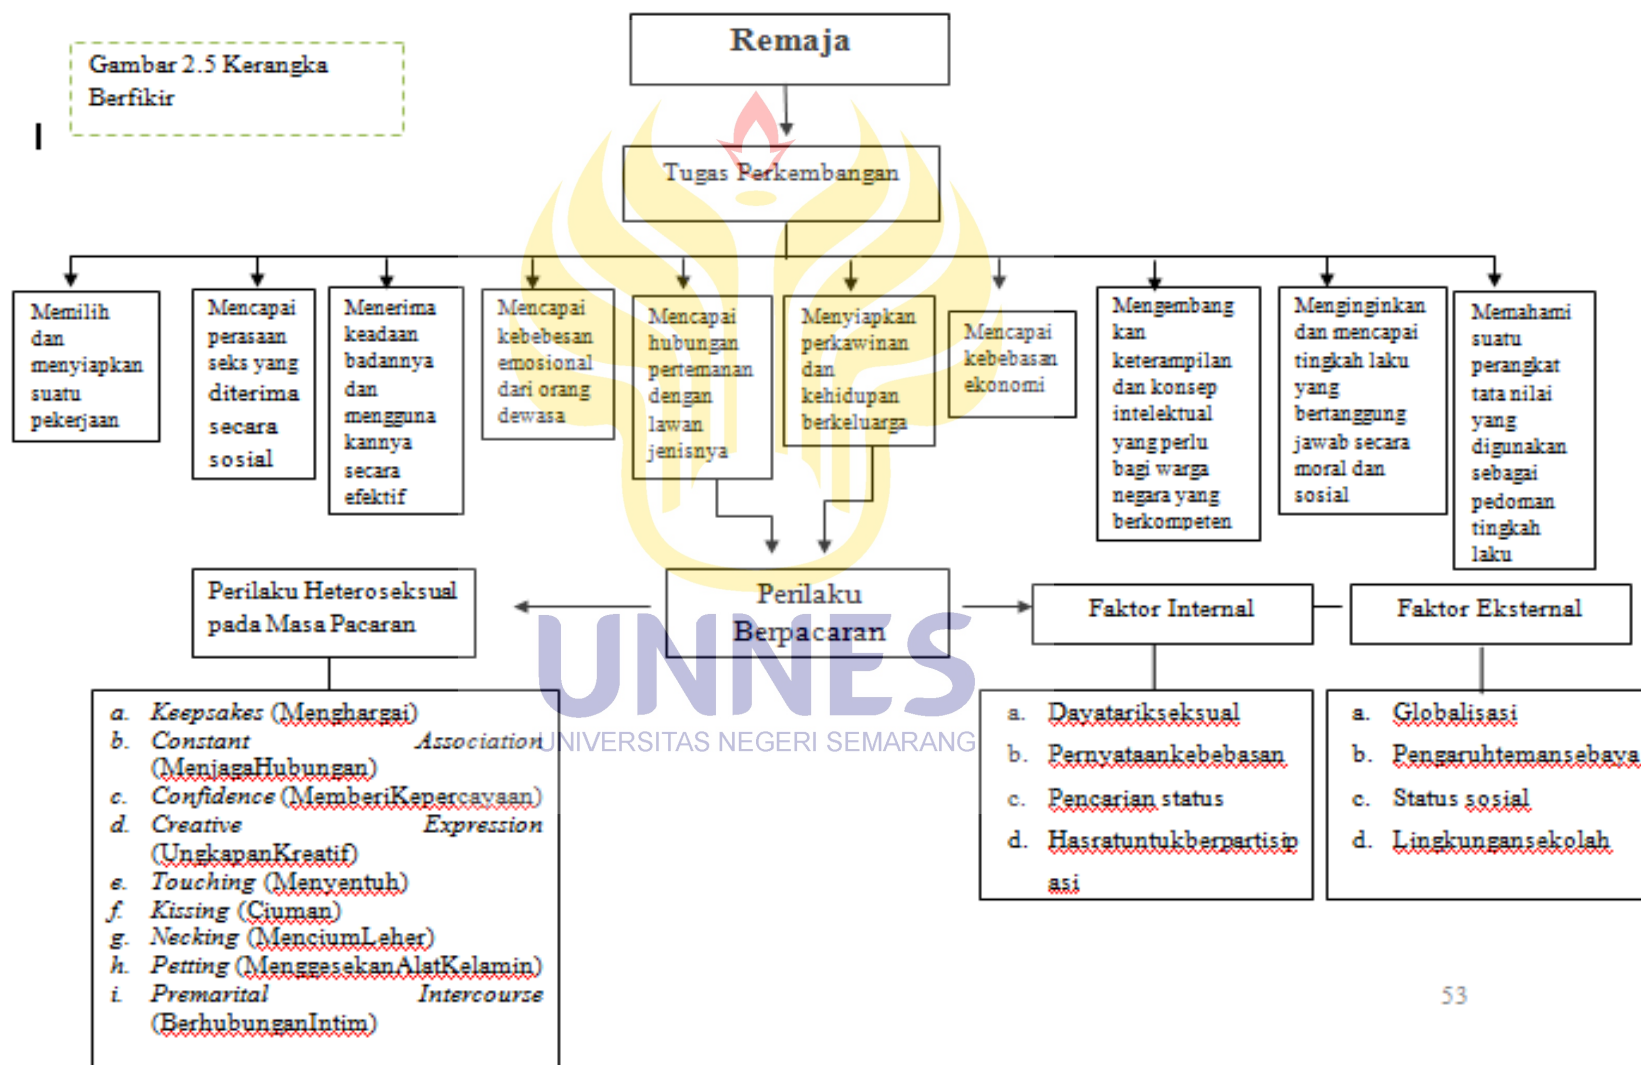 Remaja
Gambar 2.5 Kerangka
Berfikir
Tugas Perkembangan
Memilih
dan
menyiapkan
suatu
pekerjaan
Mencapai
perasaan
seks yang
diterima
secara
sosial
Menerima
keadaan
badannya
dan
mengguna
kannya
secara
efektif
Mencapai
kebebesan
emosional
dari orang
dewasa
Mencapai
hubungan
pertemanan
dengan
lawan
jenisnya
Menyiapkan
perkawinan
dan
kehidupan
berkeluarga
Mencapai
kebebasan
ekonomi
Mengembang
kan
keterampilan
dan konsep
intelektual
yang perlu
bagi warga
negara yang
berkompeten
Menginginkan
dan mencapai
tingkah laku
yang
bertanggung
jawab secara
moral dan
sosial
Memahami
suatu
perangkat
tata nilai
yang
digunakan
sebagai
pedoman
tingkah
laku
Perilaku Heteroseksual
pada Masa Pacaran
Perilaku
Berpacaran
Faktor Internal
Faktor Eksternal
UNNES
UNIVERSITAS NEGERI SEMARANG
a. Keepsakes (Menghargai)
b. Constant Association
(MenjagaHubungan)
c. Confidence (MemberiKepercayaan)
d. Creative Expression
(UngkapanKreatif)
e. Touching (Menyentuh)
f. Kissing (Ciuman)
g. Necking (MenciumLeher)
h. Petting (MenggesekanAlatKelamin)
i. Premarital Intercourse
(BerhubunganIntim)
a. Dayatarikseksual
b. Pernyataankebebasan
c. Pencarian status
d. Hasratuntukberpartisip
asi
a. Globalisasi
b. Pengaruhtemansebaya
c. Status sosial
d. Lingkungansekolah
53